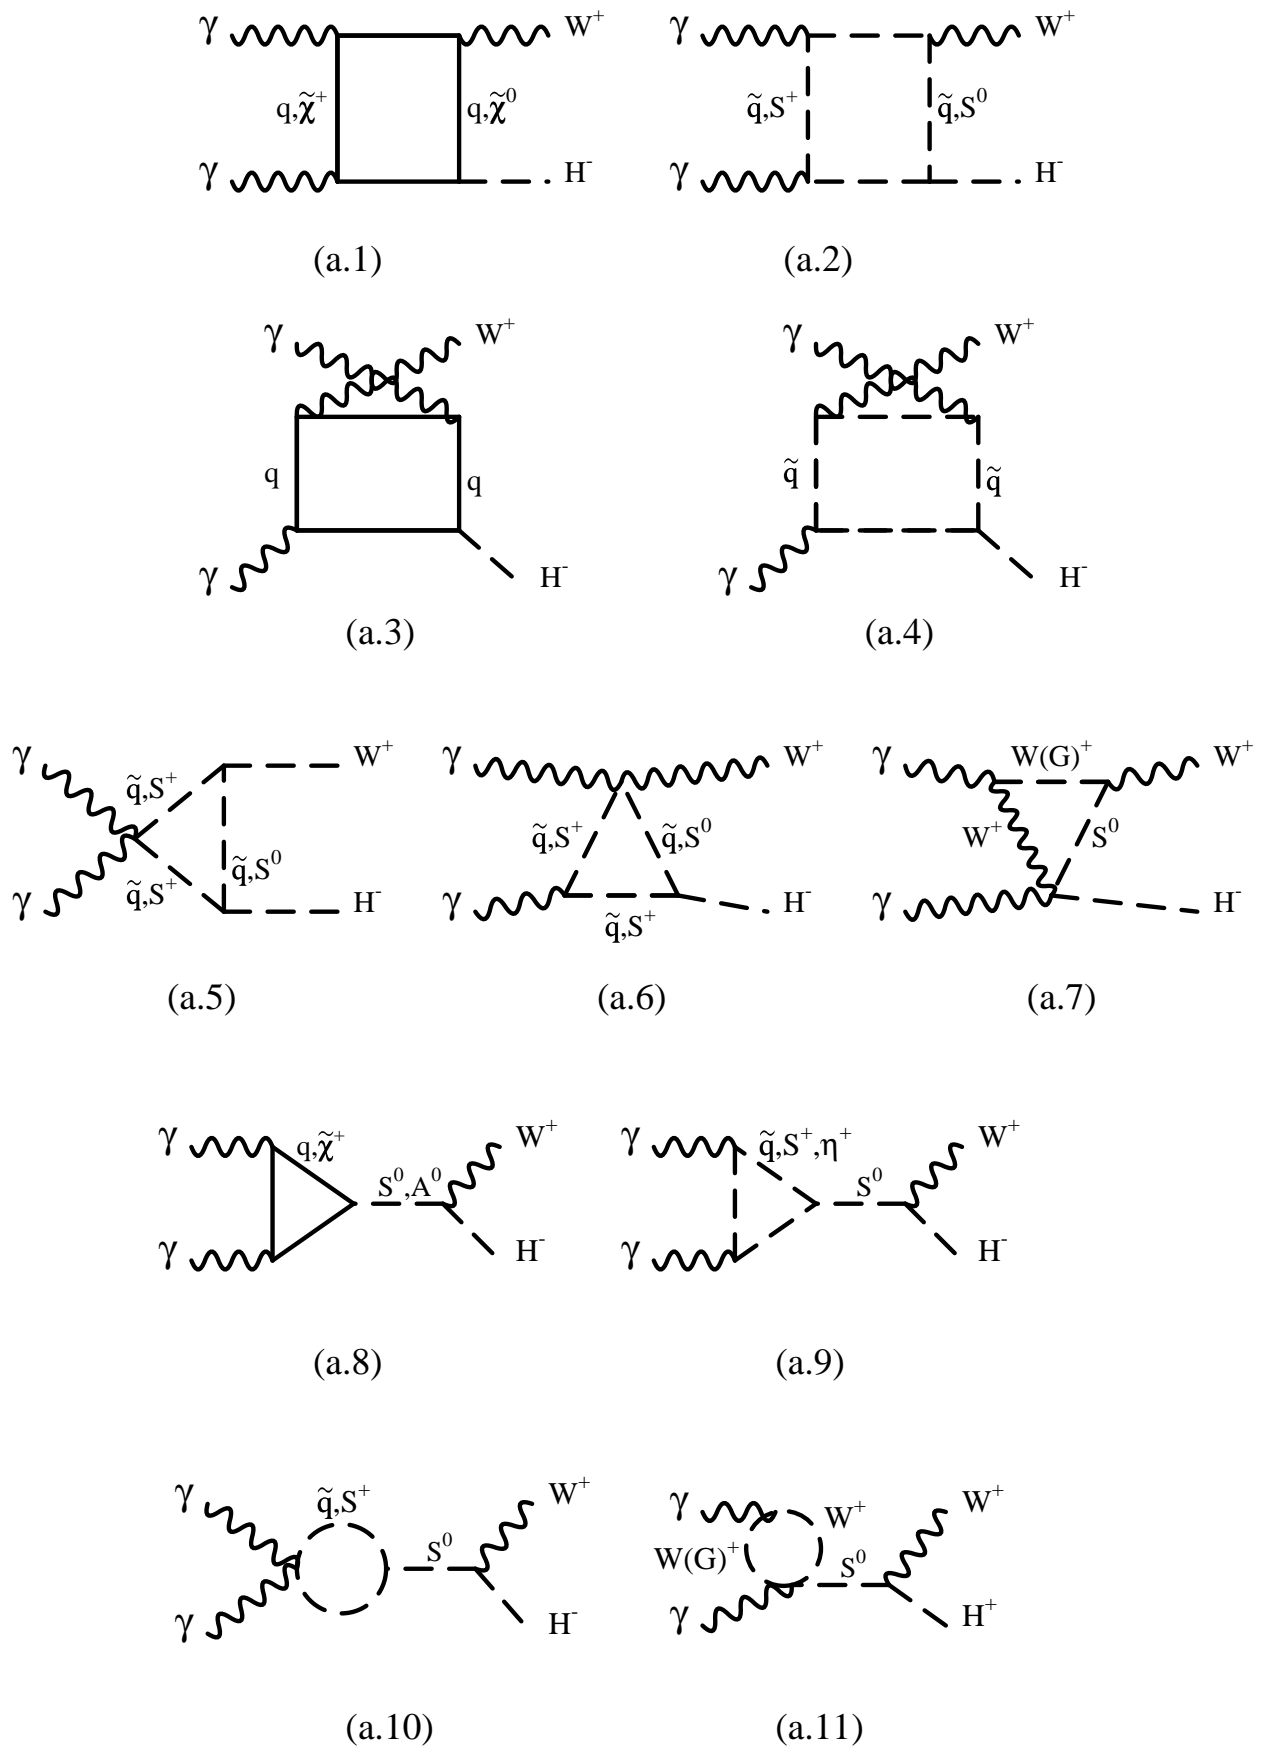 γ W⁺ γ W⁺
q,χ̃⁺ q,χ̃⁰ q̃,S⁺ q̃,S⁰
γ H⁻ γ H⁻
(a.1) (a.2)
γ W⁺ γ W⁺
q q q̃ q̃
γ H⁻ γ H⁻
(a.3) (a.4)
γ q̃,S⁺ W⁺ γ W⁺ γ W(G)⁺ W⁺
q̃,S⁰ q̃,S⁺ q̃,S⁰ W⁺ S⁰
γ q̃,S⁺ H⁻ γ q̃,S⁺ H⁻ γ H⁻
(a.5) (a.6) (a.7)
γ q,χ̃⁺ W⁺ γ q̃,S⁺,η⁺ W⁺
S⁰,A⁰ S⁰
γ H⁻ γ H⁻
(a.8) (a.9)
γ q̃,S⁺ W⁺ γ W⁺ W⁺
S⁰ W(G)⁺ S⁰
γ H⁻ γ H⁺
(a.10) (a.11)